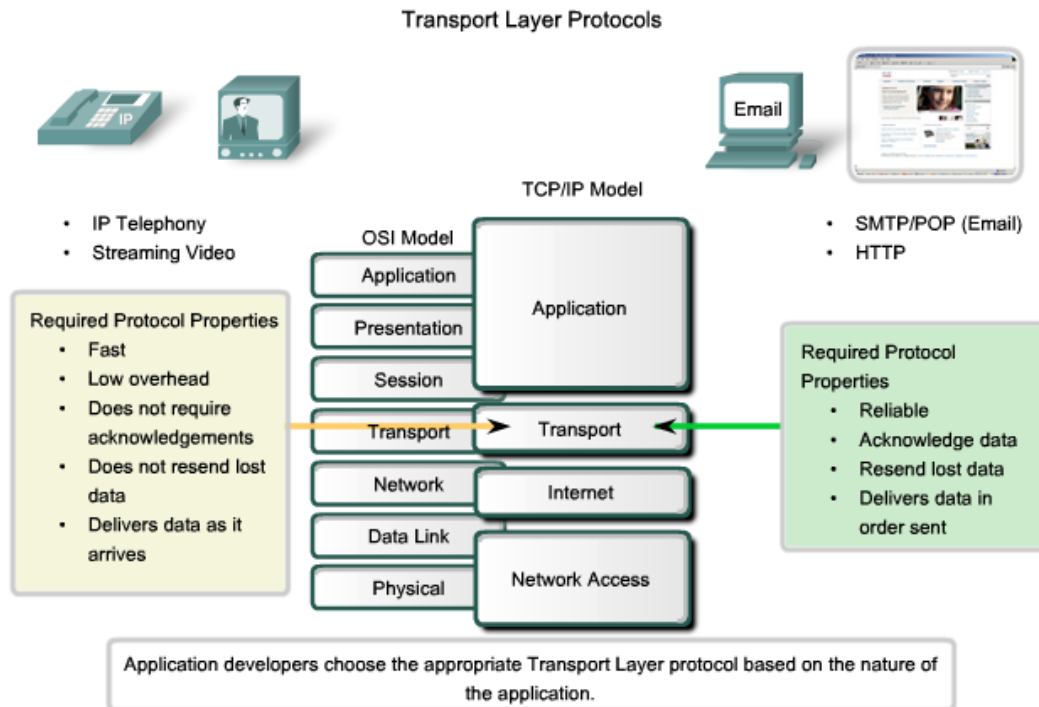 Transport Layer Protocols
IP
Email
TCP/IP Model
• IP Telephony
• Streaming Video
OSI Model
• SMTP/POP (Email)
• HTTP
Application
Presentation
Session
Transport
Network
Data Link
Physical
Application
Transport
Internet
Network Access
Required Protocol Properties
• Fast
• Low overhead
• Does not require
acknowledgements
• Does not resend lost
data
• Delivers data as it
arrives
Required Protocol
Properties
• Reliable
• Acknowledge data
• Resend lost data
• Delivers data in
order sent
Application developers choose the appropriate Transport Layer protocol based on the nature of
the application.